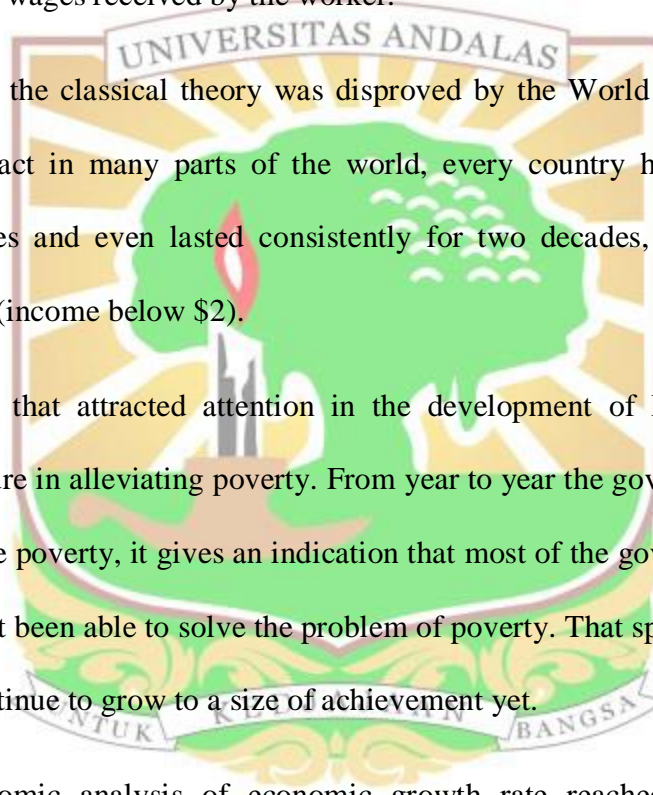 wages received by the worker.
UNIVERSITAS ANDALAS
the classical theory was disproved by the World
act in many parts of the world, every country h
es and even lasted consistently for two decades,
(income below $2).
that attracted attention in the development of
ure in alleviating poverty. From year to year the gov
e poverty, it gives an indication that most of the gov
t been able to solve the problem of poverty. That sp
tinue to grow to a size of achievement yet.
UNTUK KEDJAJAAN BANGSA
omic analysis of economic growth rate reached